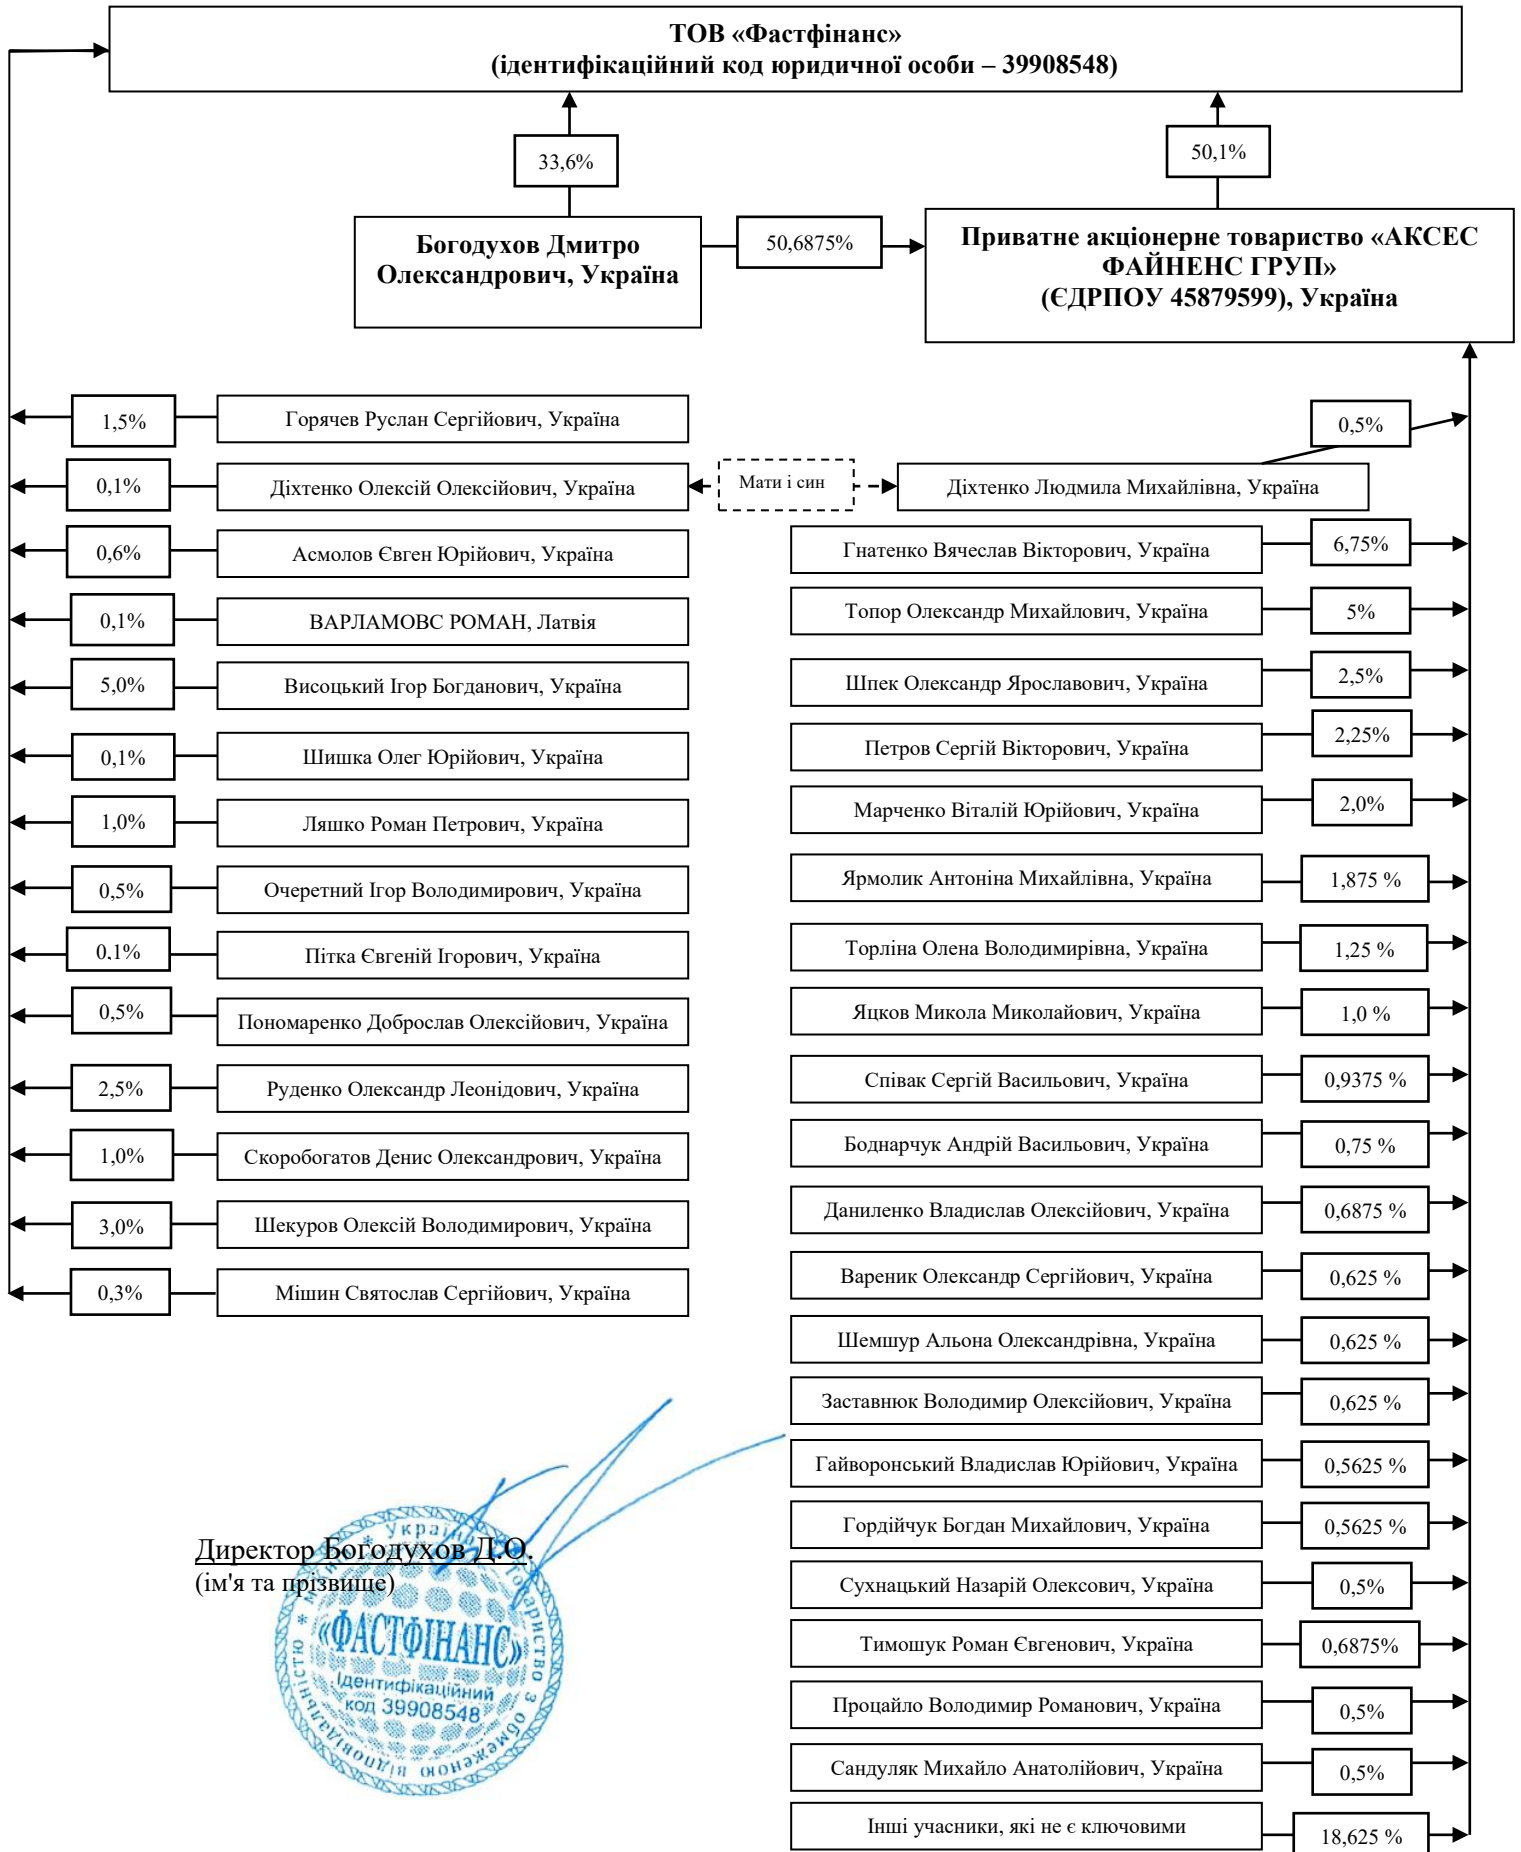 ТОВ «Фастфінанс»
(ідентифікаційний код юридичної особи – 39908548)
33,6%
50,1%
Богодухов Дмитро
Олександрович, Україна
50,6875%
Приватне акціонерне товариство «АКСЕС
ФАЙНЕНС ГРУП»
(ЄДРПОУ 45879599), Україна
1,5%
Горячев Руслан Сергійович, Україна
0,1%
Діхтенко Олексій Олексійович, Україна
Мати і син
0,6%
Асмолов Євген Юрійович, Україна
0,1%
ВАРЛАМОВС РОМАН, Латвія
5,0%
Височький Ігор Богданович, Україна
0,1%
Шишка Олег Юрійович, Україна
1,0%
Ляшко Роман Петрович, Україна
0,5%
Очеретний Ігор Володимирович, Україна
0,1%
Пітка Євгеній Ігорович, Україна
0,5%
Пономаренко Доброслав Олексійович, Україна
2,5%
Руденко Олександр Леонідович, Україна
1,0%
Скоробогатов Денис Олександрович, Україна
3,0%
Шекуров Олексій Володимирович, Україна
0,3%
Мішин Святослав Сергійович, Україна
0,5%
Діхтенко Людмила Михайлівна, Україна
Гнатенко Вячеслав Вікторович, Україна
6,75%
Топор Олександр Михайлович, Україна
5%
Шпек Олександр Ярославович, Україна
2,5%
Петров Сергій Вікторович, Україна
2,25%
Марченко Віталій Юрійович, Україна
2,0%
Ярмолик Антоніна Михайлівна, Україна
1,875 %
Торліна Олена Володимирівна, Україна
1,25 %
Яцков Микола Миколайович, Україна
1,0 %
Співак Сергій Васильович, Україна
0,9375 %
Боднарчук Андрій Васильович, Україна
0,75 %
Даниленко Владислав Олексійович, Україна
0,6875 %
Вареник Олександр Сергійович, Україна
0,625 %
Шемшур Альона Олександрівна, Україна
0,625 %
Заставнюк Володимир Олексійович, Україна
0,625 %
Гайворонський Владислав Юрійович, Україна
0,5625 %
Гордійчук Богдан Михайлович, Україна
0,5625 %
Сухнацький Назарій Олексович, Україна
0,5%
Тимошук Роман Євгенович, Україна
0,6875%
Процайло Володимир Романович, Україна
0,5%
Сандуляк Михайло Анатолійович, Україна
0,5%
Інші учасники, які не є ключовими
18,625 %
Директор Богодухов Д.О.
(ім'я та прізвище)
Україна * Товариство з обмеженою відповідальністю *
«ФАСТФІНАНС»
Ідентифікаційний
код 39908548